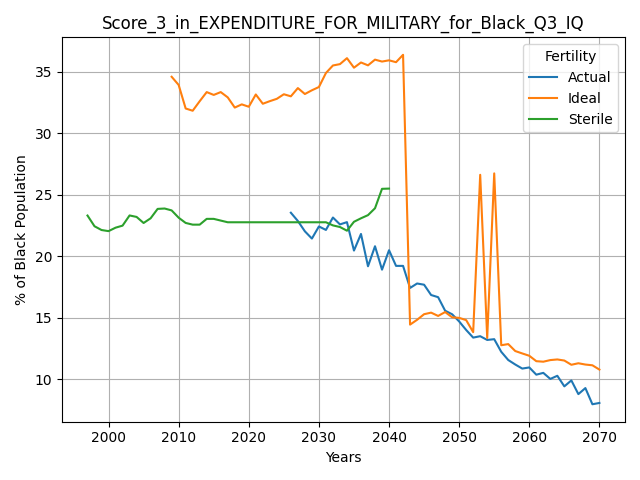 Score_3_in_EXPENDITURE_FOR_MILITARY_for_Black_Q3_IQ
% of Black Population
35
30
25
20
15
10
Fertility
Actual
Ideal
Sterile
2000 2010 2020 2030 2040 2050 2060 2070
Years